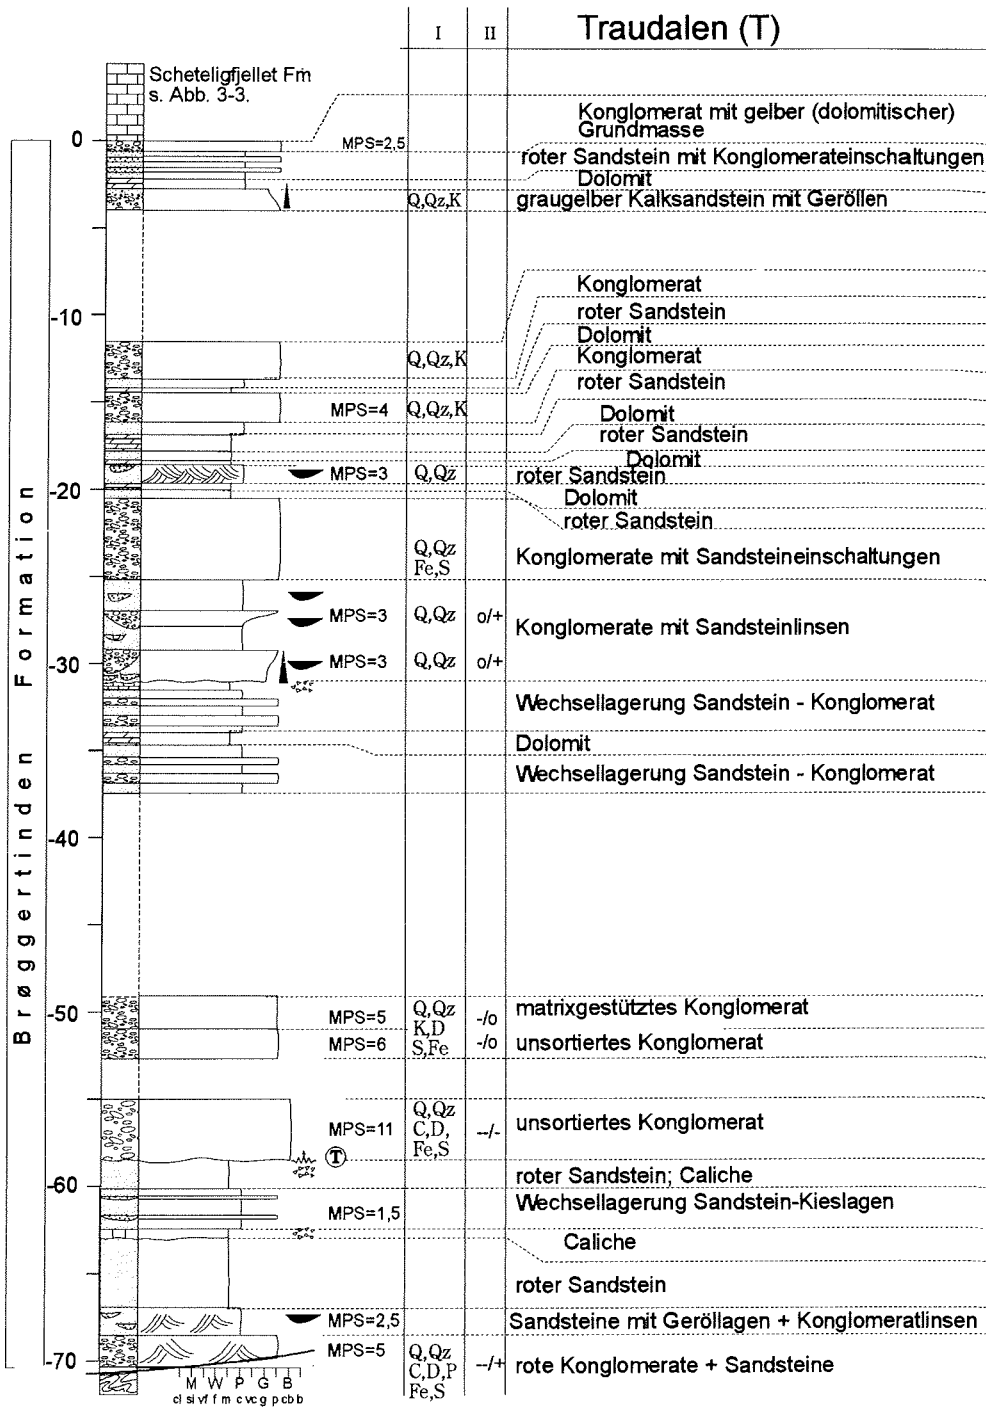 I II Traudalen (T)
Scheteligfjellet Fm
s. Abb. 3-3.
Konglomerat mit gelber (dolomitischer)
Grundmasse
0
MPS=2,5
roter Sandstein mit Konglomerateinschaltungen
Dolomit
Q,Qz,K
graugelber Kalksandstein mit Geröllen
Konglomerat
-10
roter Sandstein
Dolomit
Q,Qz,K
Konglomerat
roter Sandstein
MPS=4
Q,Qz,K
Dolomit
roter Sandstein
Dolomit
MPS=3
Q,Qz
roter Sandstein
-20
Dolomit
roter Sandstein
Q,Qz
Fe,S
Konglomerate mit Sandsteineinschaltungen
MPS=3
Q,Qz
o/+
Konglomerate mit Sandsteinlinsen
-30
MPS=3
Q,Qz
o/+
Wechsellagerung Sandstein - Konglomerat
Dolomit
Wechsellagerung Sandstein - Konglomerat
-40
Brøggertinden Formation
-50
MPS=5
Q,Qz
K,D
S,Fe
-/o
matrixgestütztes Konglomerat
MPS=6
-/o
unsortiertes Konglomerat
MPS=11
Q,Qz
C,D,
Fe,S
--/-
unsortiertes Konglomerat
T
roter Sandstein; Caliche
-60
Wechsellagerung Sandstein-Kieslagen
MPS=1,5
Caliche
roter Sandstein
MPS=2,5
Sandsteine mit Geröllagen + Konglomeratlinsen
MPS=5
-70
Q,Qz
C,D,P
Fe,S
--/+
rote Konglomerate + Sandsteine
M W P G B
cl si vf f m c vc g p c b b